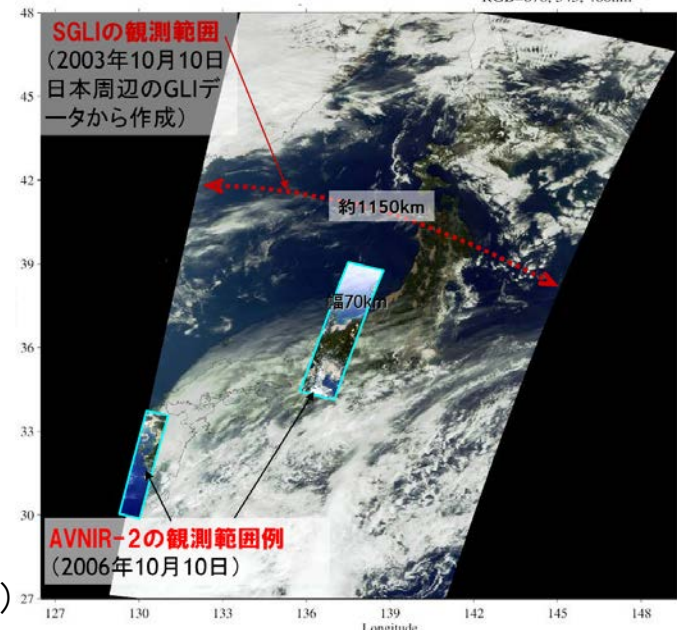 48
SGLIの観測範囲
(2003年10月10日
日本周辺のGLIデ
ータから作成)
45
42
約1150km
39
幅70km
36
33
30
AVNIR-2の観測範囲例
(2006年10月10日)
)
27
127 130 133 136 139 142 145 148